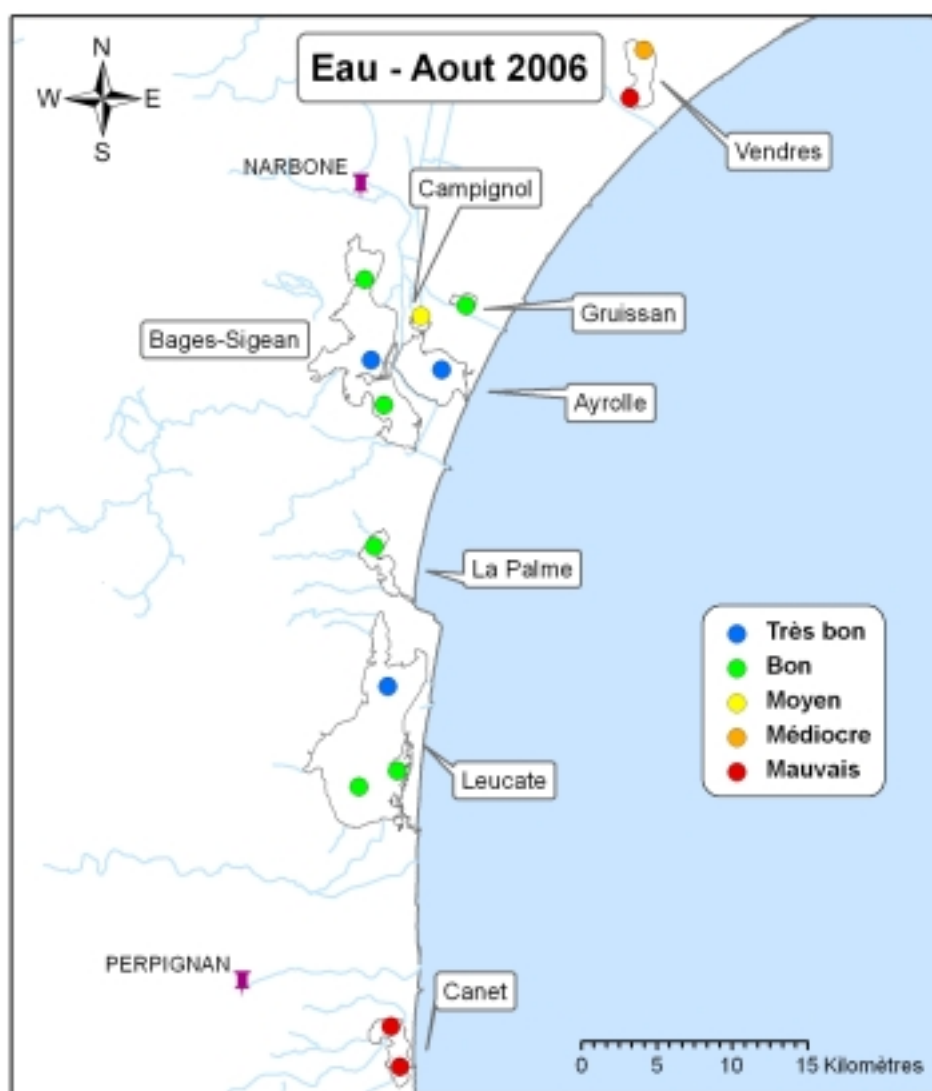 Eau - Aout 2006
N
W E
S
Vendres
NARBONE
Campignol
Gruissan
Bages-Sigean
Ayrolle
La Palme
Très bon
Bon
Moyen
Médiocre
Mauvais
Leucate
PERPIGNAN
Canet
0 5 10 15 Kilomètres